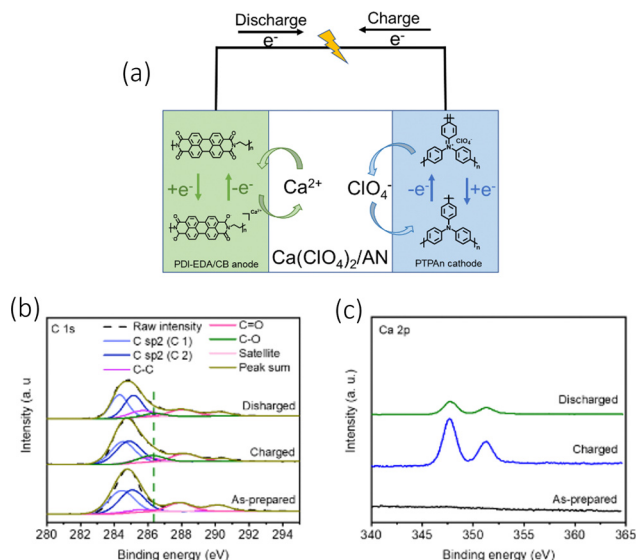 Discharge
Charge
e⁻
e⁻
(a)
+e⁻
-e⁻
Ca²⁺
ClO₄⁻
-e⁻
+e⁻
ClO₄⁻
Ca²⁺
PDI-EDA/CB anode
Ca(ClO₄)₂/AN
PTPAn cathode
(b)
C 1s
Raw intensity
C sp2 (C 1)
C sp2 (C 2)
C-C
C=O
C-O
Satellite
Peak sum
Disharged
Charged
As-prepared
Intensity (a. u
280 282 284 286 288 290 292 294
Binding energy (eV)
(c)
Ca 2p
Discharged
Charged
As-prepared
Intensity (a. u.)
340 345 350 355 360 365
Binding energy (eV)